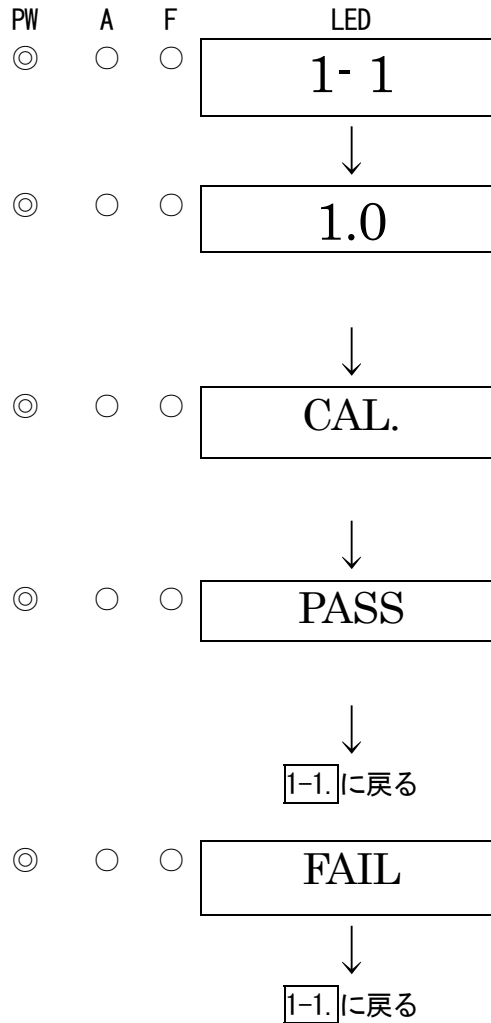 PW A F LED
◎ ○ ○ 1- 1
↓
◎ ○ ○ 1.0
↓
◎ ○ ○ CAL.
↓
◎ ○ ○ PASS
↓
1-1.に戻る
◎ ○ ○ FAIL
↓
1-1.に戻る